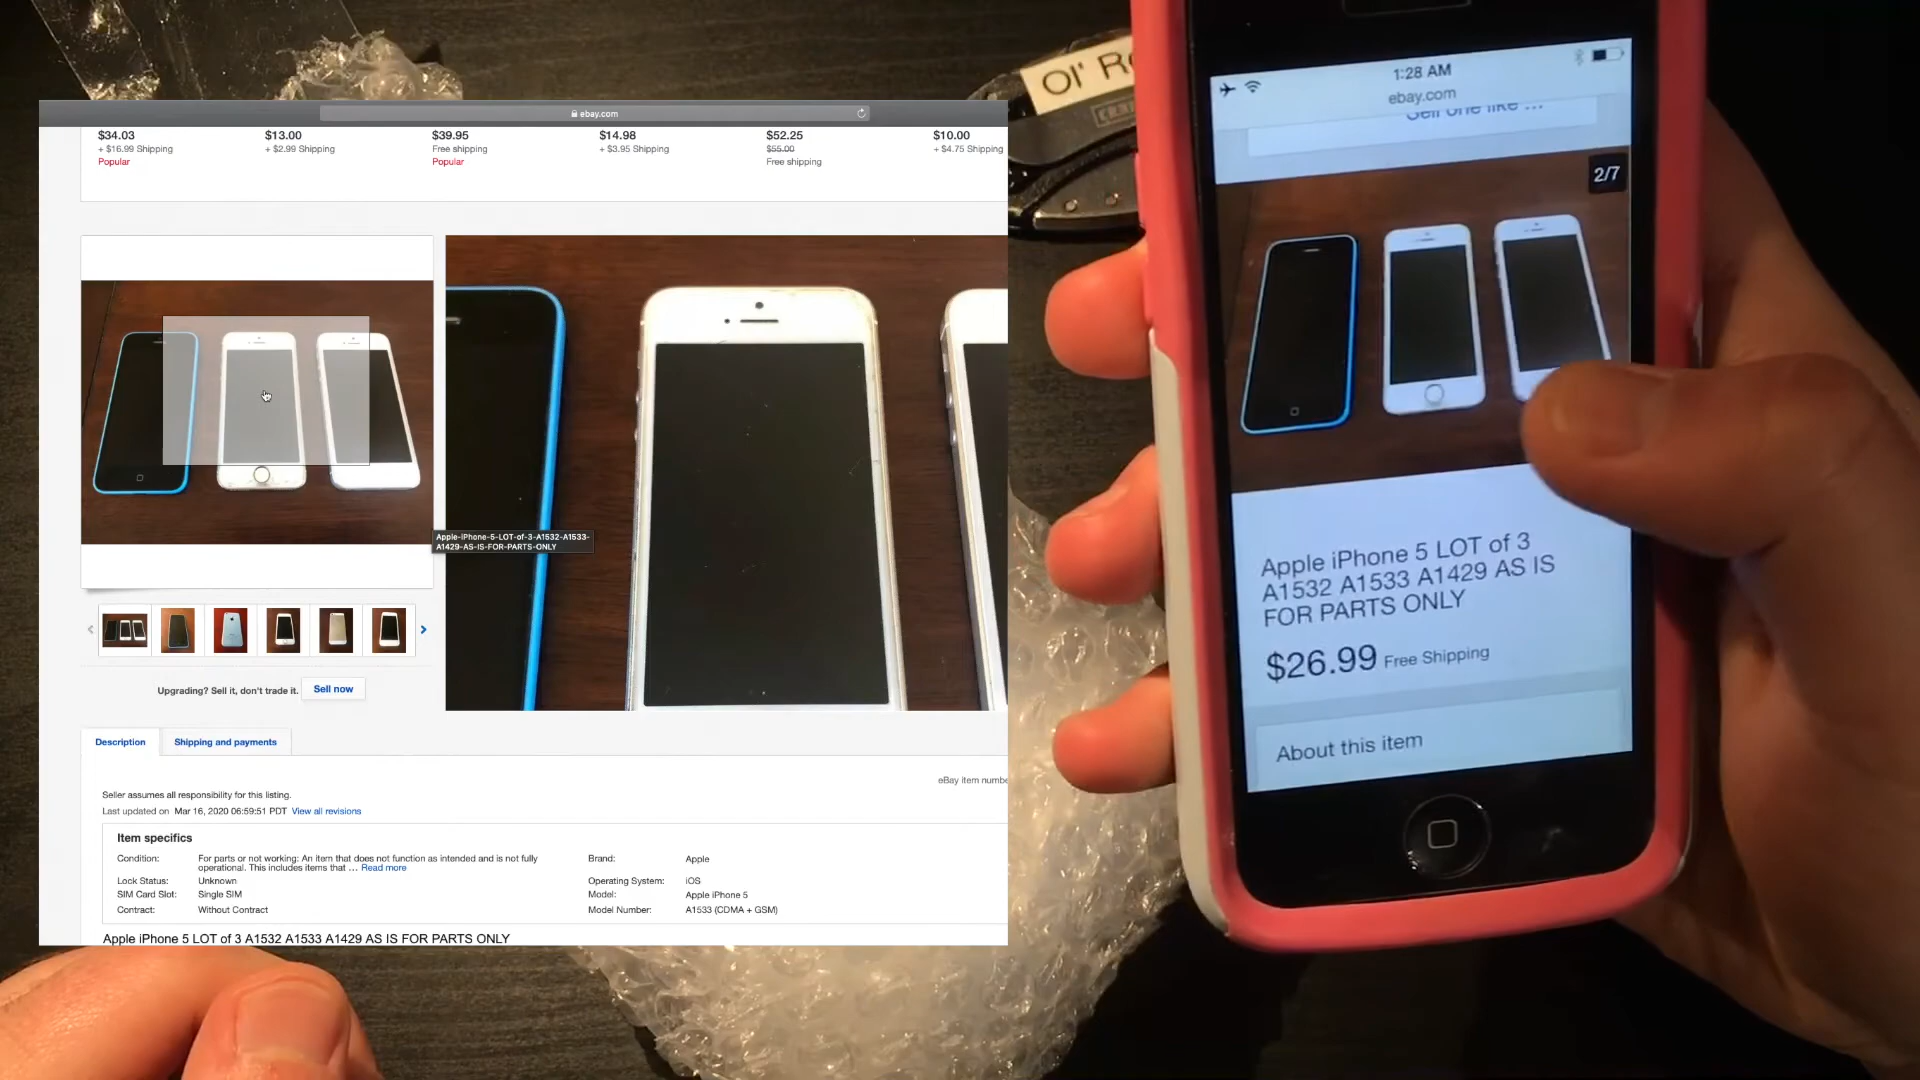 ebay.com
$34.03
+ $16.99 Shipping
Popular
$13.00
+ $2.99 Shipping
$39.95
Free shipping
Popular
$14.98
+ $3.95 Shipping
$52.25
$55.00
Free shipping
$10.00
+ $4.75 Shipping
Apple-iPhone-5-LOT-of-3-A1532-A1533-
A1429-AS-IS-FOR-PARTS-ONLY
Upgrading? Sell it, don't trade it.
Sell now
Description
Shipping and payments
eBay item numbe
Seller assumes all responsibility for this listing.
Last updated on Mar 16, 2020 06:59:51 PDT View all revisions
Item specifics
Condition:
For parts or not working: An item that does not function as intended and is not fully
operational. This includes items that ... Read more
Brand:
Apple
Lock Status:
Unknown
Operating System:
iOS
SIM Card Slot:
Single SIM
Model:
Apple iPhone 5
Contract:
Without Contract
Model Number:
A1533 (CDMA + GSM)
Apple iPhone 5 LOT of 3 A1532 A1533 A1429 AS IS FOR PARTS ONLY
Ol' R
1:28 AM
ebay.com
Sell one like ...
2/7
Apple iPhone 5 LOT of 3
A1532 A1533 A1429 AS IS
FOR PARTS ONLY
$26.99 Free Shipping
About this item